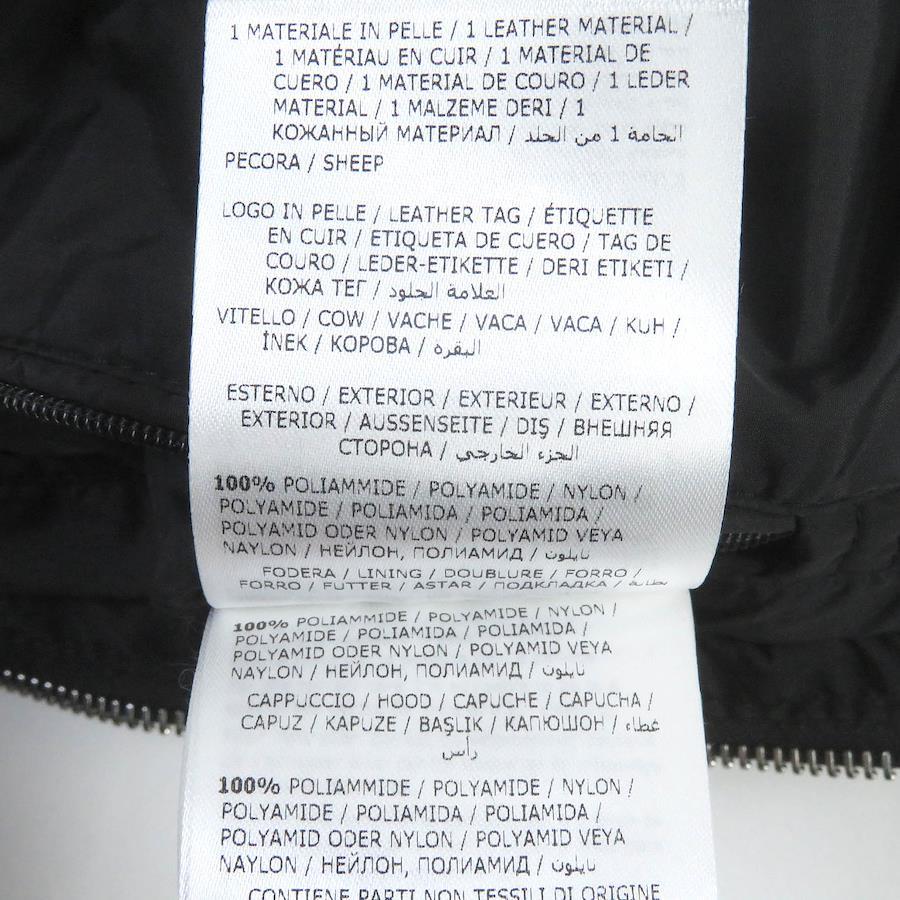 1 MATERIALE IN PELLE / 1 LEATHER MATERIAL /
1 MATÉRIAU EN CUIR / 1 MATERIAL DE
CUERO / 1 MATERIAL DE COURO / 1 LEDER
MATERIAL / 1 MALZEME DERI / 1
КОЖАННЫЙ МАТЕРИАЛ / الخامة 1 من الجلد
PECORA / SHEEP
LOGO IN PELLE / LEATHER TAG / ÉTIQUETTE
EN CUIR / ETIQUETA DE CUERO / TAG DE
COURO / LEDER-ETIKETTE / DERI ETIKETI /
КОЖА ТЕГ / العلامة الجلود
VITELLO / COW / VACHE / VACA / VACA / KUH /
İNEK / КОРОВА / البقرة
ESTERNO / EXTERIOR / EXTERIEUR / EXTERNO /
EXTERIOR / AUSSENSEITE / DIŞ / ВНЕШНЯЯ
СТОРОНА / الجزء الخارجي
100% POLIAMMIDE / POLYAMIDE / NYLON /
POLYAMIDE / POLIAMIDA / POLIAMIDA /
POLYAMID ODER NYLON / POLYAMID VEYA
NAYLON / НЕЙЛОН, ПОЛИАМИД / نايلون
FODERA / LINING / DOUBLURE / FORRO /
FORRO / FUTTER / ASTAR / ПОДКЛАДКА / بطانة
100% POLIAMMIDE / POLYAMIDE / NYLON /
POLYAMIDE / POLIAMIDA / POLIAMIDA /
POLYAMID ODER NYLON / POLYAMID VEYA
NAYLON / НЕЙЛОН, ПОЛИАМИД / نايلون
CAPPUCCIO / HOOD / CAPUCHE / CAPUCHA /
CAPUZ / KAPUZE / BAŞLIK / КАПЮШОН / غطاء
رأس
100% POLIAMMIDE / POLYAMIDE / NYLON /
POLYAMIDE / POLIAMIDA / POLIAMIDA /
POLYAMID ODER NYLON / POLYAMID VEYA
NAYLON / НЕЙЛОН, ПОЛИАМИД / نايلون
CONTIENE PARTI NON TESSILI DI ORIGINE